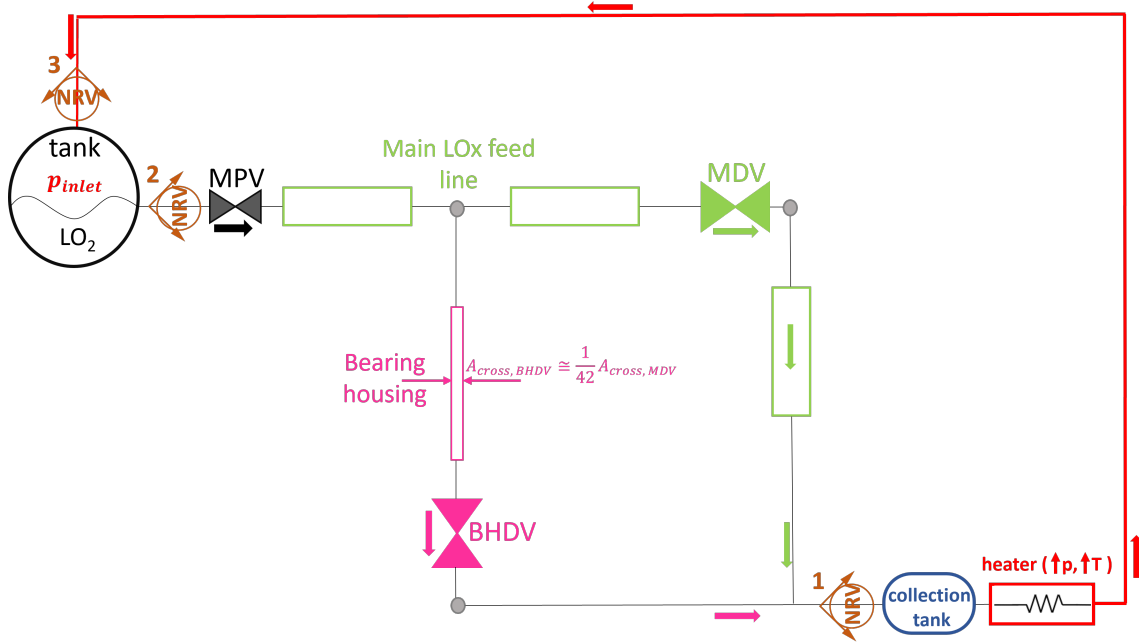 3
NRV
tank
p_inlet
LO₂
2
NRV
MPV
Main LOx feed
line
MDV
Bearing
housing
A_cross,BHDV ≅ 1/42 A_cross,MDV
BHDV
1
NRV
collection
tank
heater (↑p,↑T )